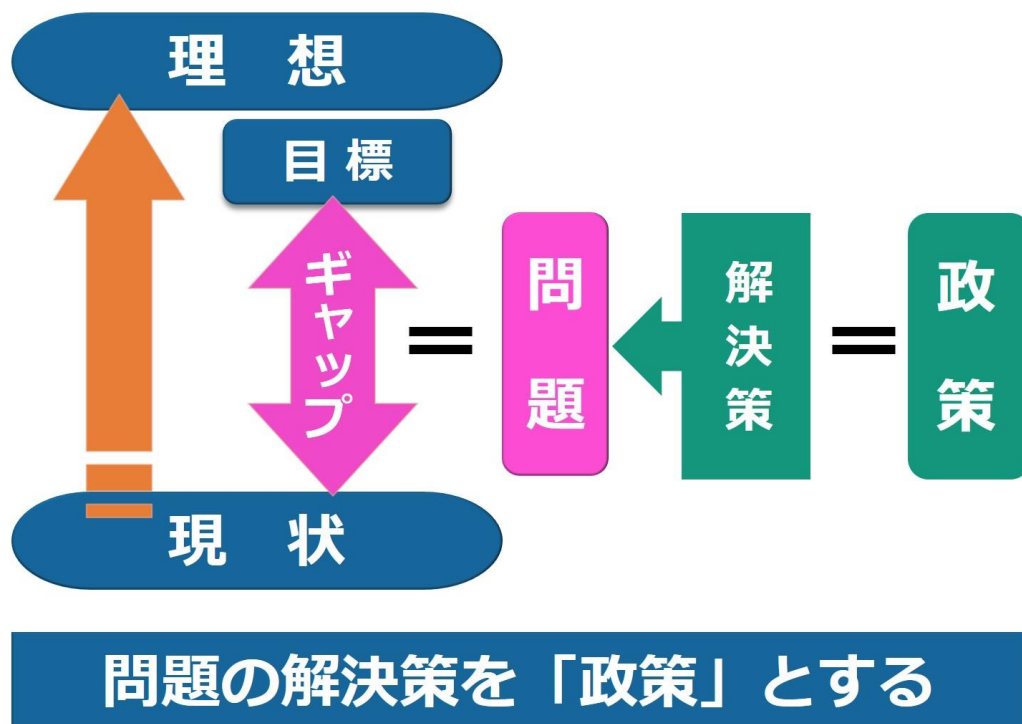 理 想
目 標
ギャップ
=
問題
解決策
=
政策
現 状
問題の解決策を「政策」とする